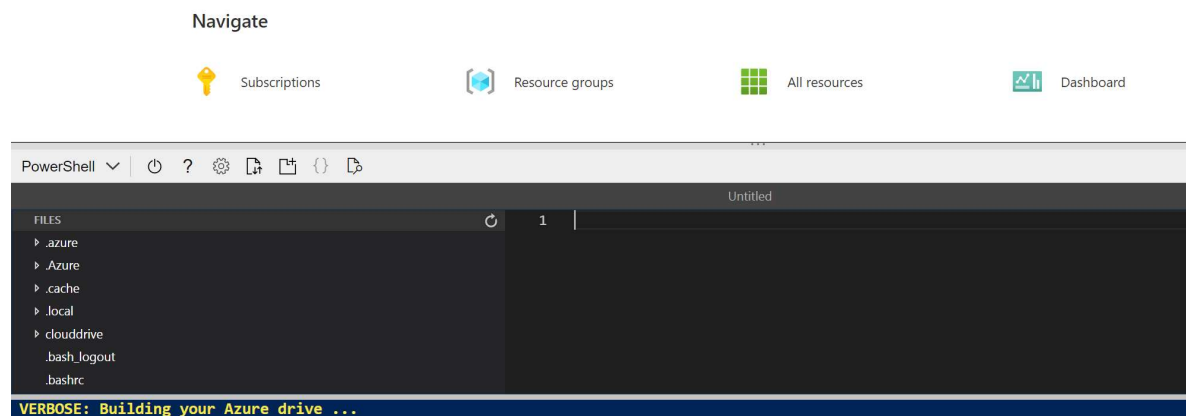 Navigate
Subscriptions Resource groups All resources Dashboard
PowerShell ?
Untitled
FILES 1
.azure
.Azure
.cache
.local
clouddrive
.bash_logout
.bashrc
VERBOSE: Building your Azure drive ...